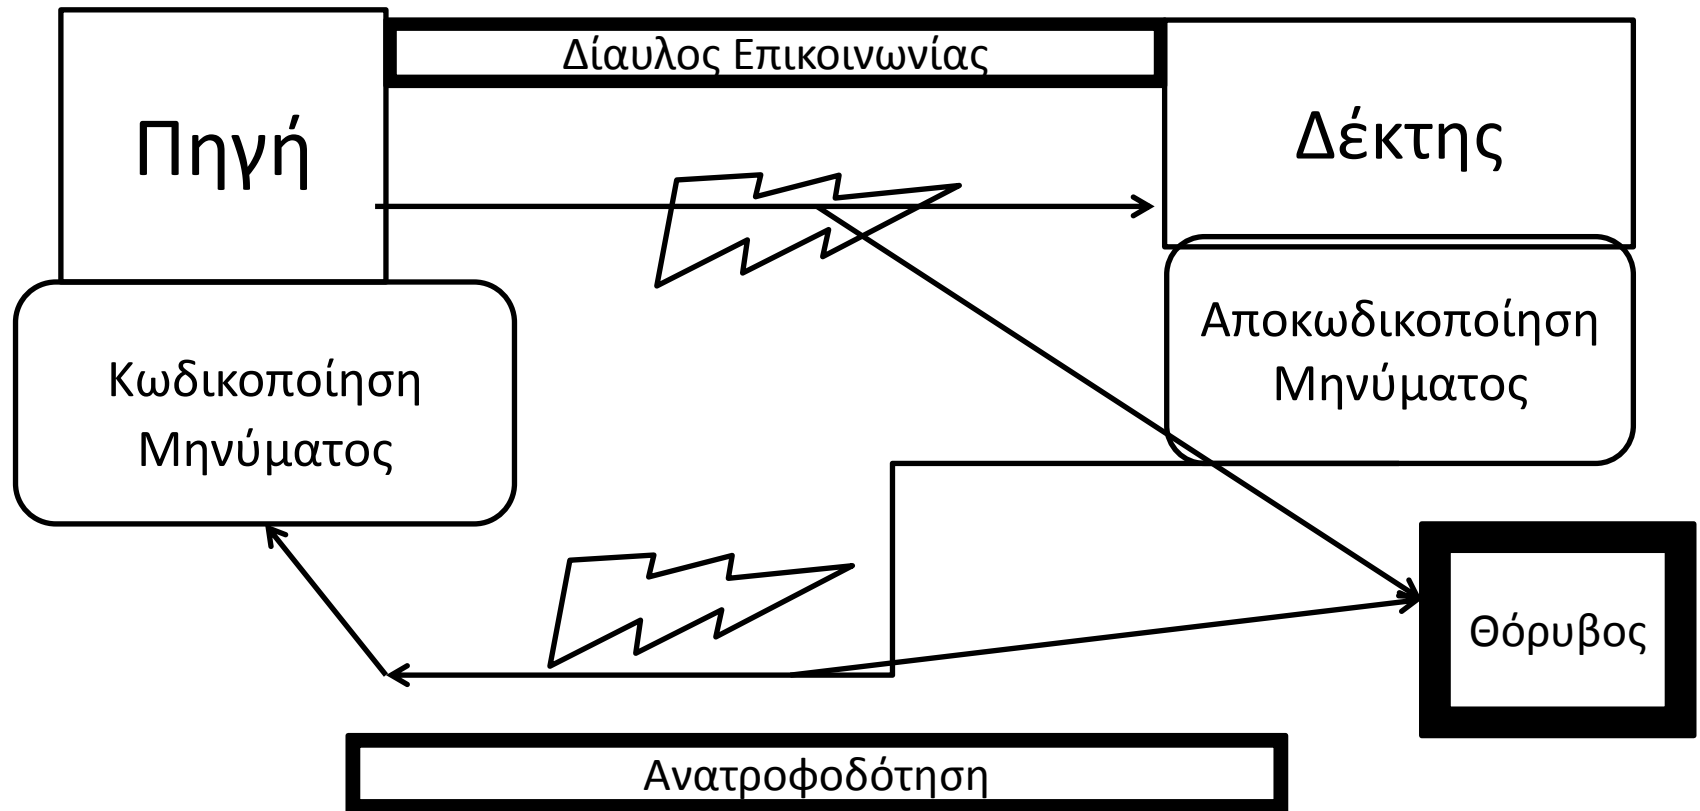 Δίαυλος Επικοινωνίας
Πηγή
Δέκτης
Κωδικοποίηση
Μηνύματος
Αποκωδικοποίηση
Μηνύματος
Θόρυβος
Ανατροφοδότηση